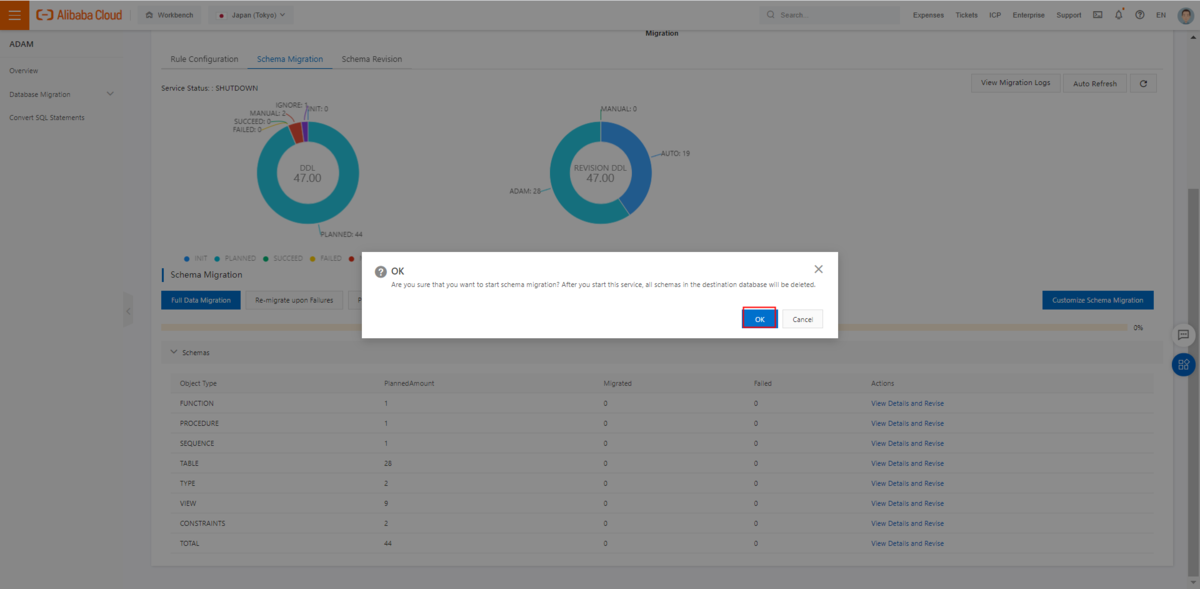 Alibaba Cloud
Workbench
Japan (Tokyo)
Search...
Expenses
Tickets
ICP
Enterprise
Support
EN
ADAM
Overview
Database Migration
Convert SQL Statements
Migration
Rule Configuration
Schema Migration
Schema Revision
Service Status: : SHUTDOWN
View Migration Logs
Auto Refresh
IGNORE: 1
INIT: 0
MANUAL: 2
SUCCEED: 0
FAILED: 0
DDL
47.00
PLANNED: 44
MANUAL: 0
AUTO: 19
REVISION DDL
47.00
ADAM: 28
INIT
PLANNED
SUCCEED
FAILED
OK
Are you sure that you want to start schema migration? After you start this service, all schemas in the destination database will be deleted.
OK
Cancel
Schema Migration
Full Data Migration
Re-migrate upon Failures
Customize Schema Migration
0%
Schemas
Object Type PlannedAmount Migrated Failed Actions
FUNCTION 1 0 0 View Details and Revise
PROCEDURE 1 0 0 View Details and Revise
SEQUENCE 1 0 0 View Details and Revise
TABLE 28 0 0 View Details and Revise
TYPE 2 0 0 View Details and Revise
VIEW 9 0 0 View Details and Revise
CONSTRAINTS 2 0 0 View Details and Revise
TOTAL 44 0 0 View Details and Revise